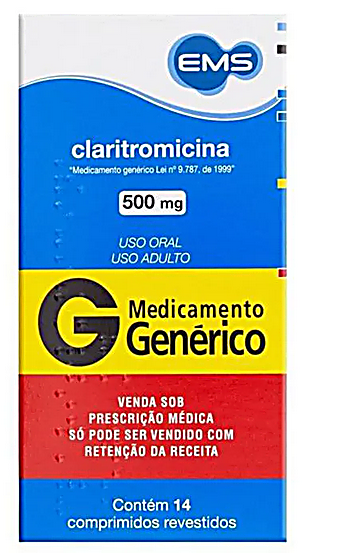 EMS
claritromicina
"Medicamento genérico Lei nº 9.787, de 1999"
500 mg
USO ORAL
USO ADULTO
G Medicamento
Genérico
VENDA SOB
PRESCRIÇÃO MÉDICA
SÓ PODE SER VENDIDO COM
RETENÇÃO DA RECEITA
Contém 14
comprimidos revestidos